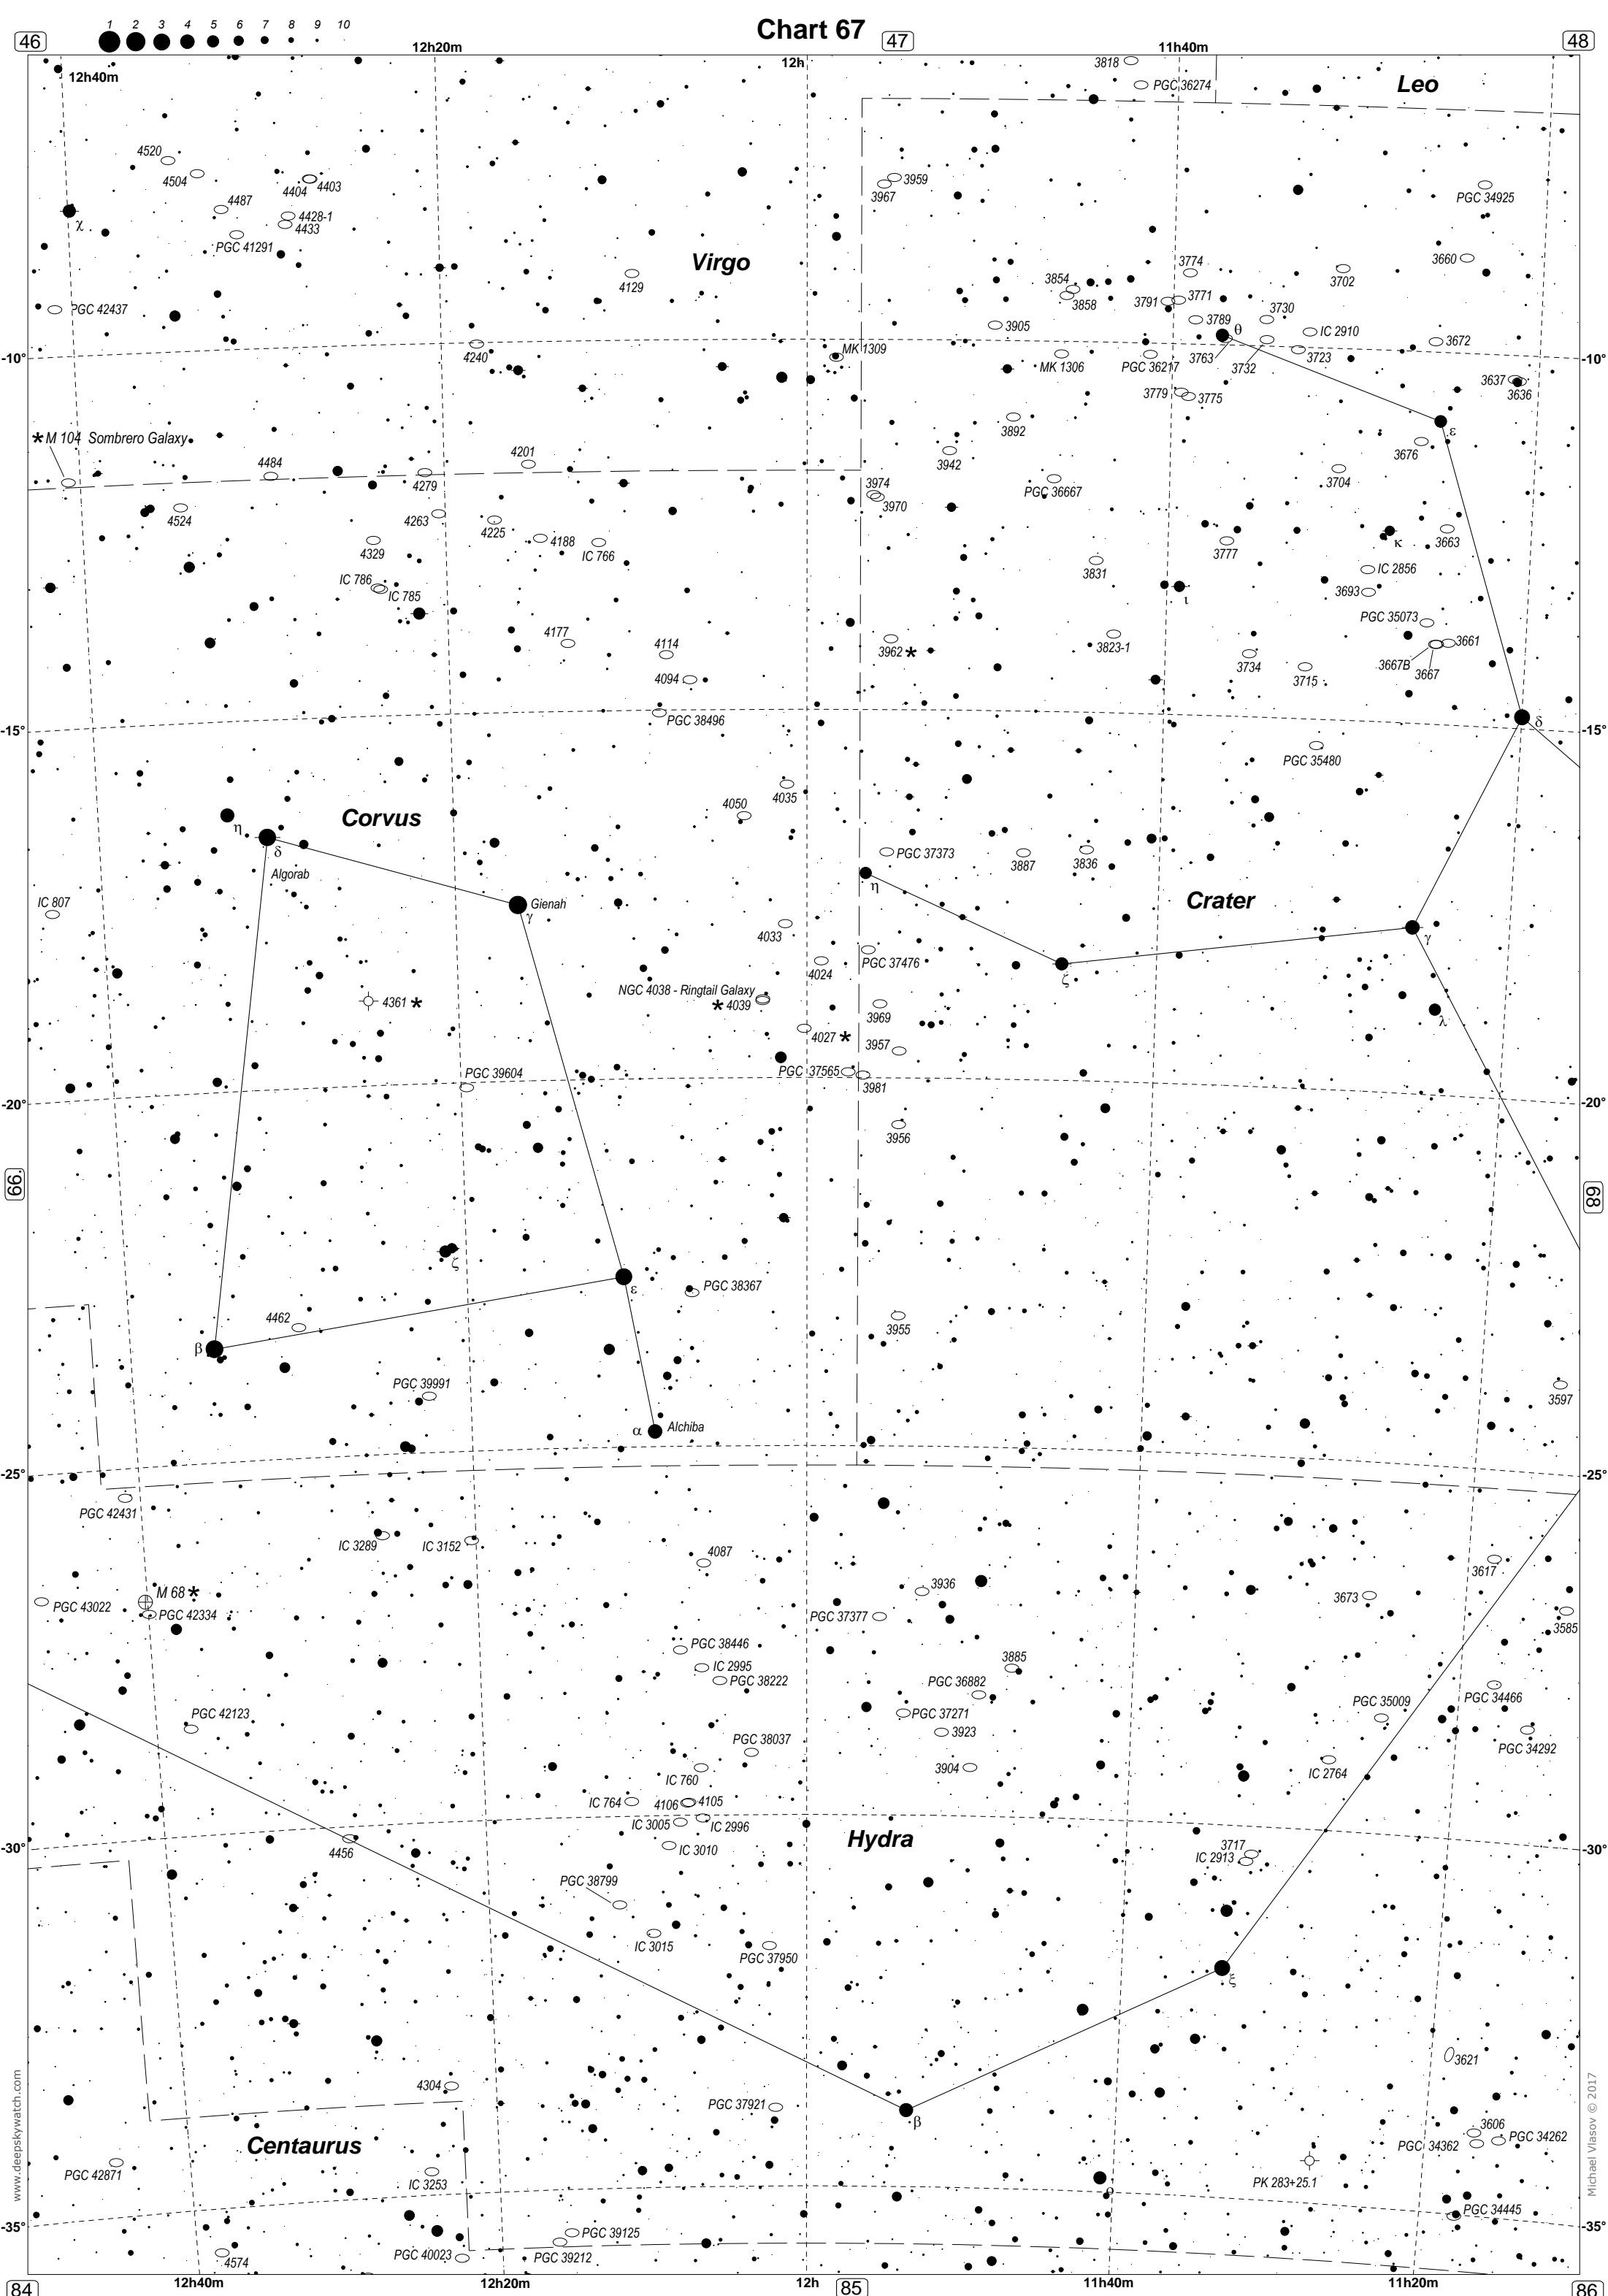 Chart 67
46
1 2 3 4 5 6 7 8 9 10
47
48
12h40m
12h20m
12h
11h40m
3818
PGC 36274
Leo
4520
4504
4404
4403
4487
4428-1
4433
PGC 41291
χ
3959
3967
PGC 34925
Virgo
4129
3854
3858
3774
3791
3771
3702
3660
PGC 42437
3905
3789
θ
3730
IC 2910
3672
-10°
4240
MK 1309
MK 1306
PGC 36217
3763
3732
3723
-10°
3779
3775
3637
3636
M 104 Sombrero Galaxy
3892
ε
4484
4279
4201
3942
3676
3974
3970
PGC 36667
3704
4524
4263
4225
4188
IC 766
4329
3777
κ
3663
IC 786
IC 785
3831
IC 2856
3693
ι
4177
4114
3962
3823-1
PGC 35073
3661
3734
3667B
3667
3715
4094
PGC 38496
-15°
δ
-15°
PGC 35480
4035
4050
Corvus
η
δ
Algorab
PGC 37373
3887
3836
η
Crater
IC 807
Gienah
γ
4033
PGC 37476
4024
ζ
γ
4361
NGC 4038 - Ringtail Galaxy
4039
3969
λ
4027
3957
PGC 39604
PGC 37565
3981
-20°
-20°
3956
66
68
ζ
ε
PGC 38367
4462
3955
β
PGC 39991
3597
α
Alchiba
-25°
-25°
PGC 42431
IC 3289
IC 3152
4087
3617
M 68
PGC 43022
PGC 42334
3936
PGC 37377
3673
3585
PGC 38446
IC 2995
PGC 38222
3885
PGC 36882
PGC 42123
PGC 37271
3923
PGC 35009
PGC 34466
PGC 34292
PGC 38037
IC 760
3904
IC 2764
IC 764
4106
4105
IC 3005
IC 2996
-30°
4456
IC 3010
Hydra
3717
IC 2913
-30°
PGC 38799
IC 3015
PGC 37950
ξ
3621
4304
PGC 37921
β
Centaurus
3606
PGC 34362
PGC 34262
PGC 42871
IC 3253
PK 283+25.1
ο
PGC 34445
-35°
-35°
PGC 39125
4574
PGC 40023
PGC 39212
www.deepskywatch.com
Michael Vlasov © 2017
84
12h40m
12h20m
12h
85
11h40m
11h20m
86